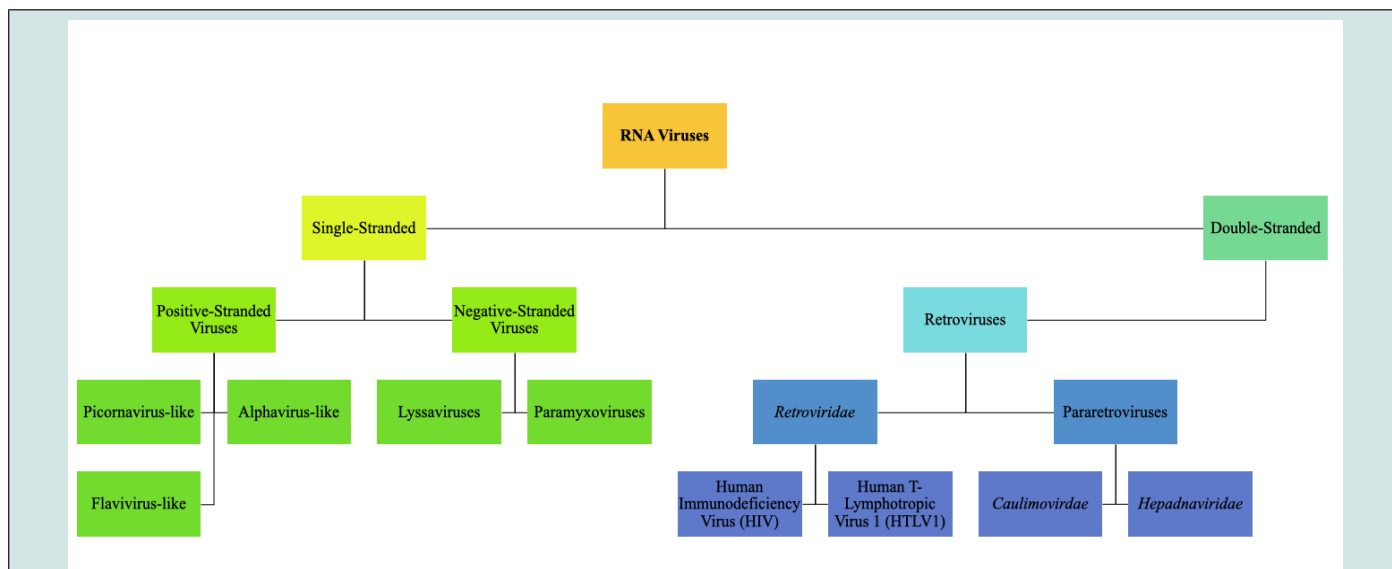 RNA Viruses
Single-Stranded
Double-Stranded
Positive-Stranded
Viruses
Negative-Stranded
Viruses
Retroviruses
Picornavirus-like
Alphavirus-like
Lyssaviruses
Paramyxoviruses
Retroviridae
Pararetroviruses
Flavivirus-like
Human
Immunodeficiency
Virus (HIV)
Human T-
Lymphotropic
Virus 1 (HTLV1)
Caulimovirdae
Hepadnaviridae